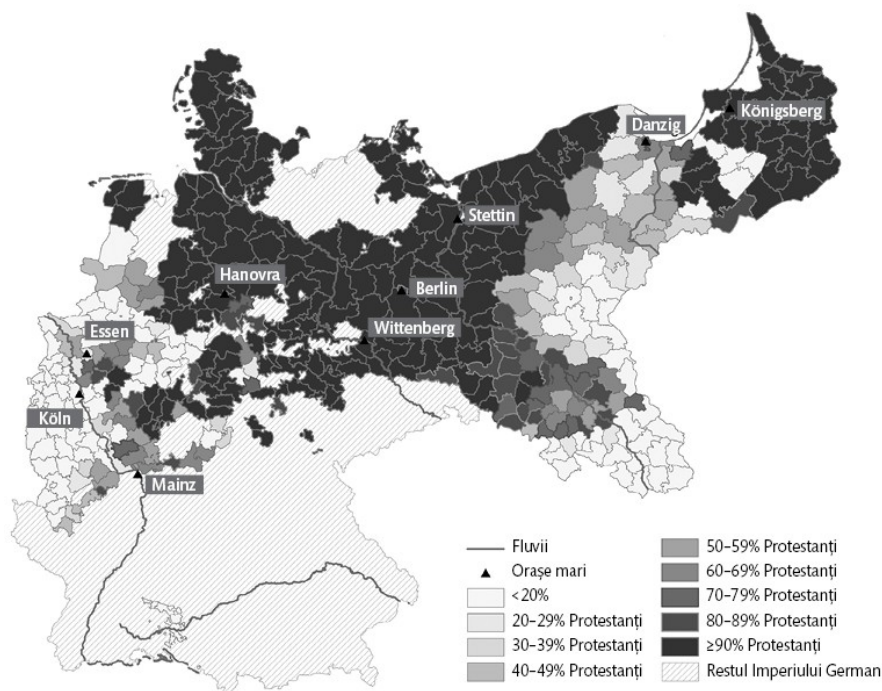 Königsberg
Danzig
Stettin
Hanovra
Berlin
Wittenberg
Essen
Köln
Mainz
Fluvii
Orașe mari
<20%
20–29% Protestanți
30–39% Protestanți
40–49% Protestanți
50–59% Protestanți
60–69% Protestanți
70–79% Protestanți
80–89% Protestanți
≥90% Protestanți
Restul Imperiului German